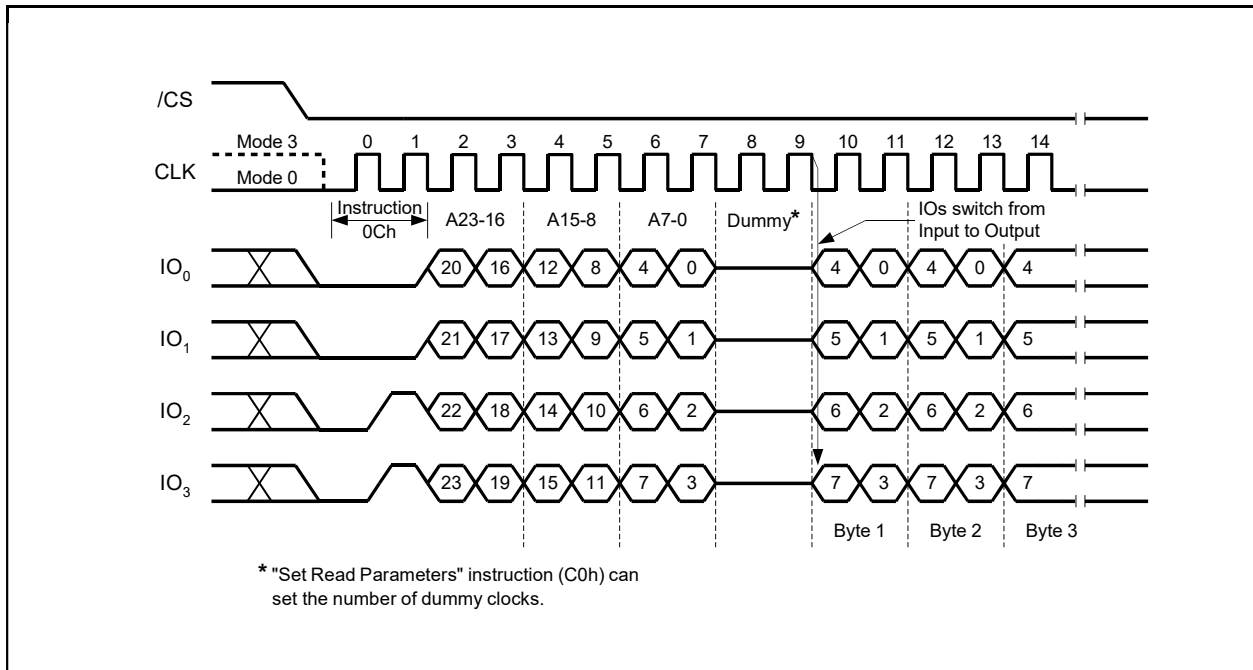 /CS
Mode 3
0 1 2 3 4 5 6 7 8 9 10 11 12 13 14
CLK
Mode 0
Instruction
0Ch
A23-16 A15-8 A7-0 Dummy*
IOs switch from
Input to Output
IO0 20 16 12 8 4 0 4 0 4 0 4
IO1 21 17 13 9 5 1 5 1 5 1 5
IO2 22 18 14 10 6 2 6 2 6 2 6
IO3 23 19 15 11 7 3 7 3 7 3 7
Byte 1 Byte 2 Byte 3
* "Set Read Parameters" instruction (C0h) can
set the number of dummy clocks.